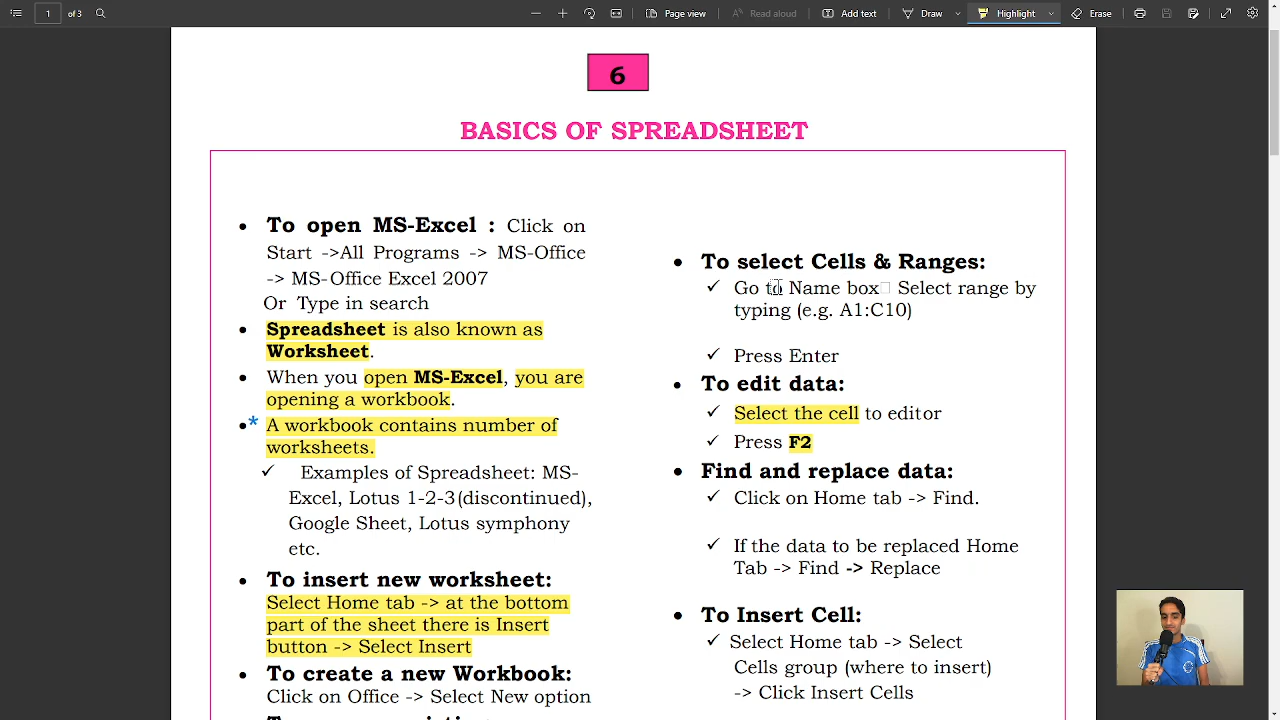 1 of 3 Page view Read aloud Add text Draw Highlight Erase
6
BASICS OF SPREADSHEET
• To open MS-Excel : Click on
Start ->All Programs -> MS-Office
-> MS-Office Excel 2007
Or Type in search
• Spreadsheet is also known as
Worksheet.
• When you open MS-Excel, you are
opening a workbook.
•* A workbook contains number of
worksheets.
✓ Examples of Spreadsheet: MS-
Excel, Lotus 1-2-3(discontinued),
Google Sheet, Lotus symphony
etc.
• To insert new worksheet:
Select Home tab -> at the bottom
part of the sheet there is Insert
button -> Select Insert
• To create a new Workbook:
Click on Office -> Select New option
• To select Cells & Ranges:
✓ Go to Name box Select range by
typing (e.g. A1:C10)
✓ Press Enter
• To edit data:
✓ Select the cell to editor
✓ Press F2
• Find and replace data:
✓ Click on Home tab -> Find.
✓ If the data to be replaced Home
Tab -> Find -> Replace
• To Insert Cell:
✓ Select Home tab -> Select
Cells group (where to insert)
-> Click Insert Cells